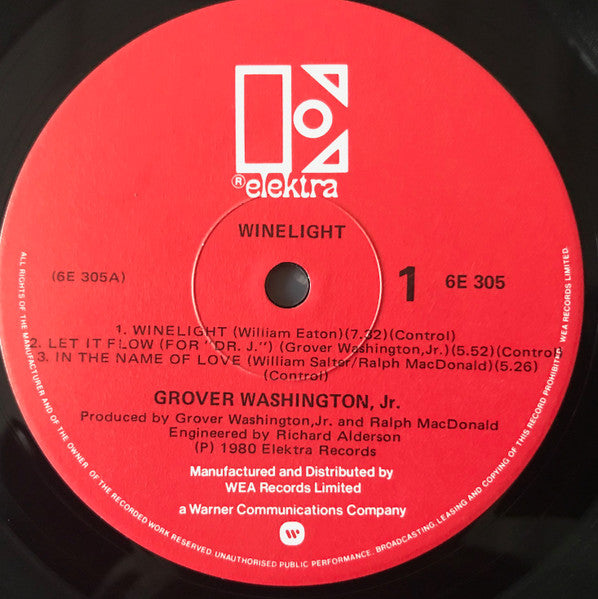 ® elektra
WINELIGHT
(6E 305A)
1
6E 305
1. WINELIGHT (William Eaton)(7.32)(Control)
2. LET IT FLOW (FOR "DR. J.") (Grover Washington,Jr.)(5.52)(Control)
3. IN THE NAME OF LOVE (William Salter/Ralph MacDonald)(5.26)
(Control)
GROVER WASHINGTON, Jr.
Produced by Grover Washington,Jr. and Ralph MacDonald
Engineered by Richard Alderson
(P) 1980 Elektra Records
Manufactured and Distributed by
WEA Records Limited
a Warner Communications Company
ALL RIGHTS OF THE MANUFACTURER AND OF THE OWNER OF THE RECORDED WORK RESERVED. UNAUTHORISED PUBLIC PERFORMANCE, BROADCASTING, LEASING AND COPYING OF THIS RECORD PROHIBITED. WEA RECORDS LIMITED.